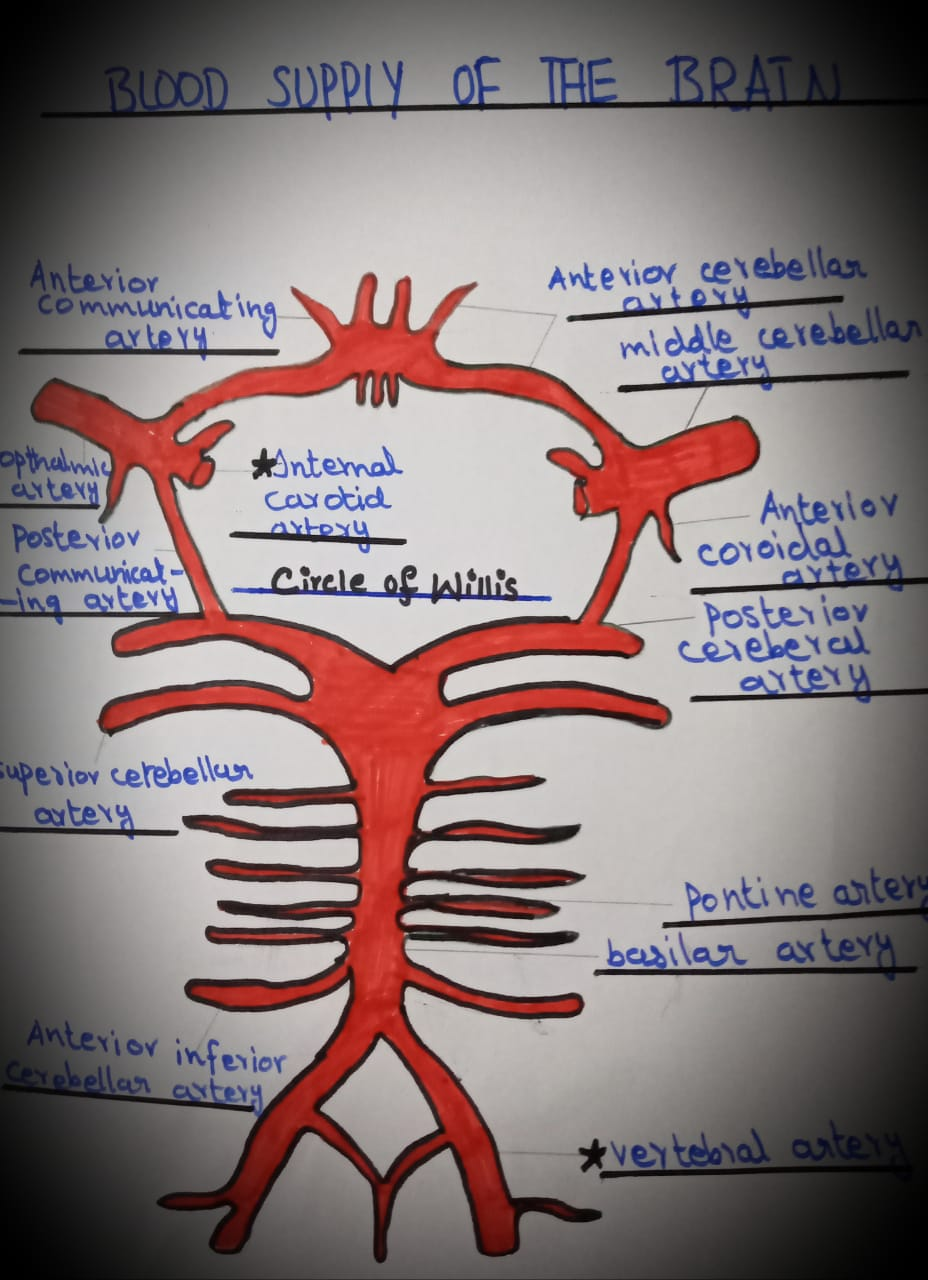 BLOOD SUPPLY OF THE BRAIN
Anterior
communicating
artery
Anterior cerebellar
artery
middle cerebellar
artery
opthalmic
artery
★Internal
carotid
artery
Posterior
communicat-
-ing artery
Circle of Willis
Anterior
coroidal
artery
Posterior
cereberal
artery
superior cerebellar
artery
Pontine artery
basilar artery
Anterior inferior
cerebellar artery
★vertebral artery